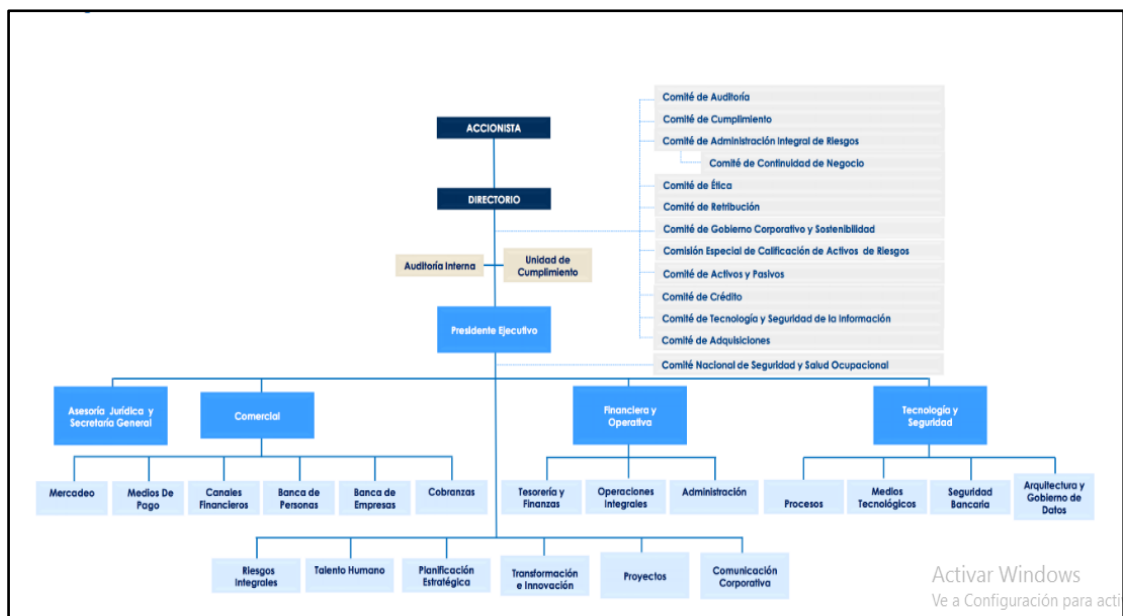 Comité de Auditoría
Comité de Cumplimiento
ACCIONISTA
Comité de Administración Integral de Riesgos
Comité de Continuidad de Negocio
Comité de Ética
DIRECTORIO
Comité de Retribución
Comité de Gobierno Corporativo y Sostenibilidad
Comisión Especial de Calificación de Activos de Riesgos
Auditoría Interna
Unidad de
Cumplimiento
Comité de Activos y Pasivos
Comité de Crédito
Comité de Tecnología y Seguridad de la Información
Presidente Ejecutivo
Comité de Adquisiciones
Comité Nacional de Seguridad y Salud Ocupacional
Asesoría Jurídica y
Secretaría General
Comercial
Financiera y
Operativa
Tecnología y
Seguridad
Mercadeo
Medios De
Pago
Canales
Financieros
Banca de
Personas
Banca de
Empresas
Cobranzas
Tesorería y
Finanzas
Operaciones
Integrales
Administración
Procesos
Medios
Tecnológicos
Seguridad
Bancaria
Arquitectura y
Gobierno de
Datos
Riesgos
Integrales
Talento Humano
Planificación
Estratégica
Transformación
e Innovación
Proyectos
Comunicación
Corporativa
Activar Windows
Ve a Configuración para acti